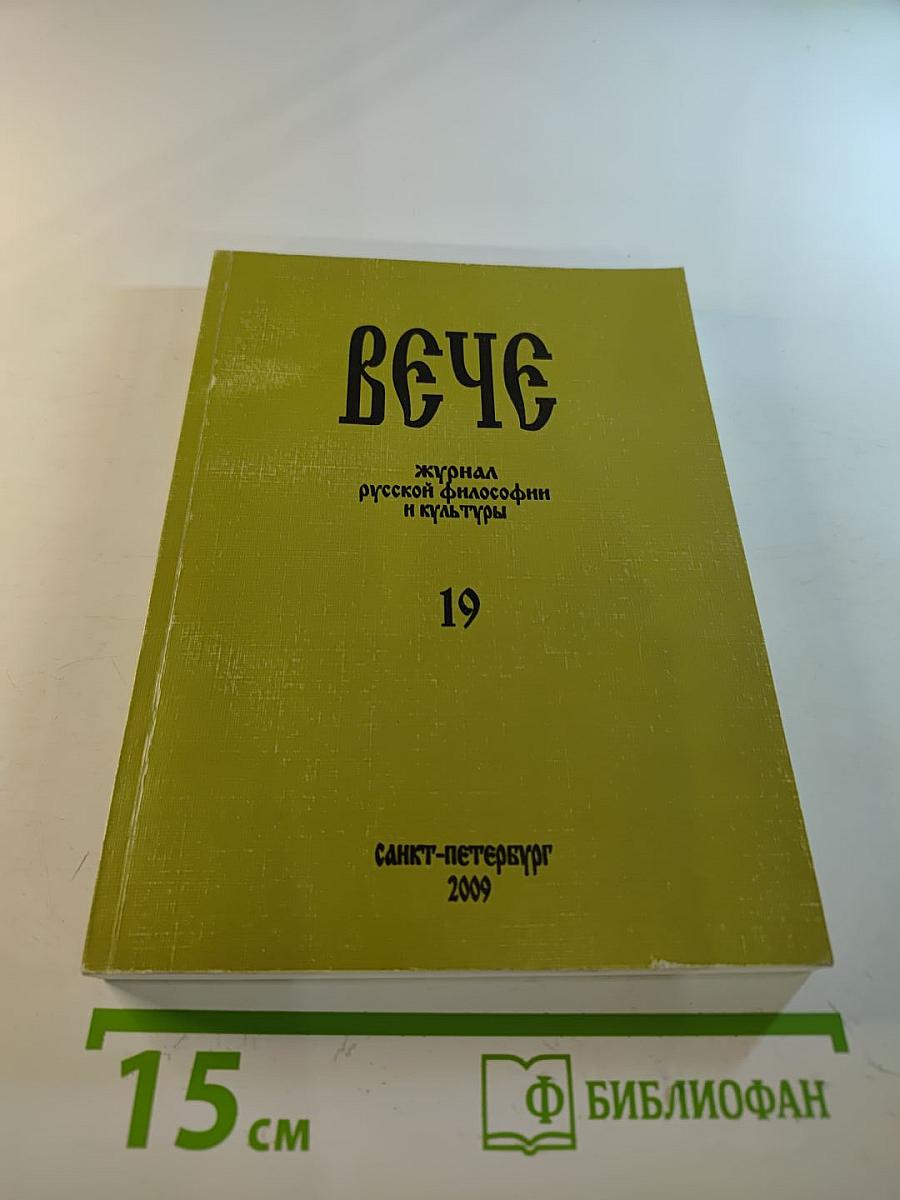 ВЕЧЕ
журнал
русской философии
и культуры
19
САНКТ-ПЕТЕРБУРГ
2009
15 см
Ф БИБЛИОФАН